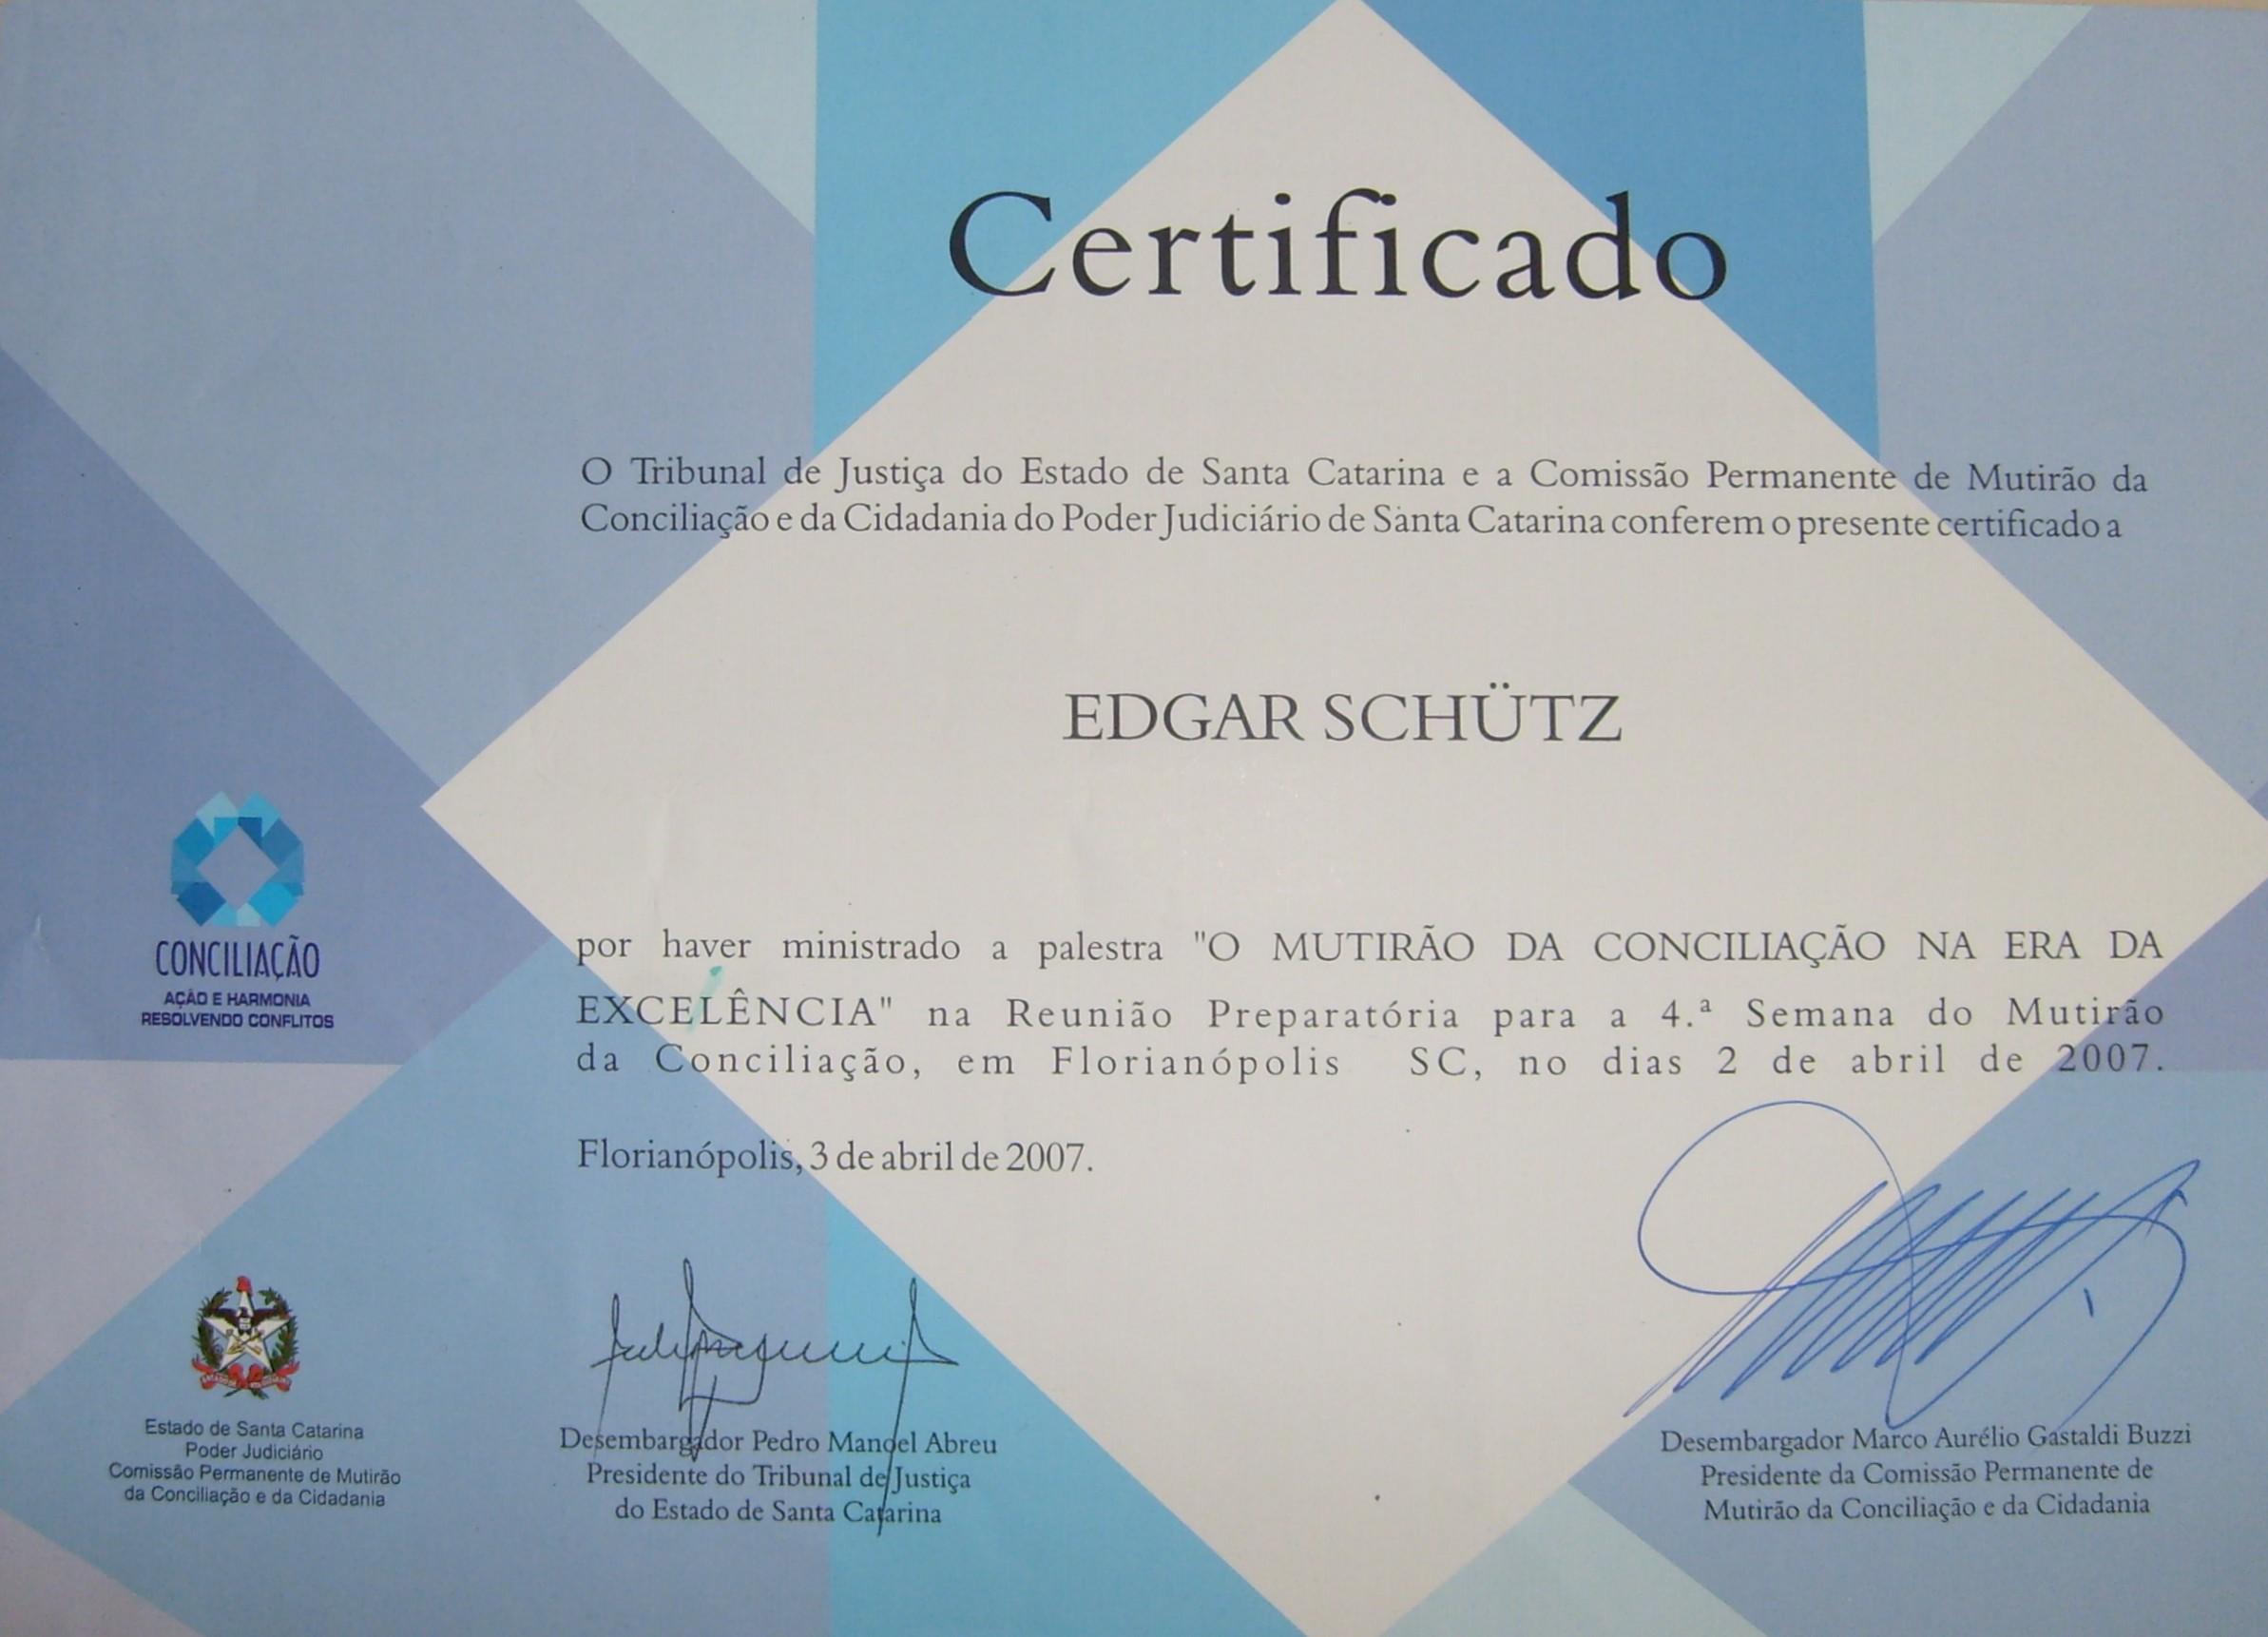 Certificado
O Tribunal de Justiça do Estado de Santa Catarina e a Comissão Permanente de Mutirão da
Conciliação e da Cidadania do Poder Judiciário de Santa Catarina conferem o presente certificado a
EDGAR SCHÜTZ
por haver ministrado a palestra "O MUTIRÃO DA CONCILIAÇÃO NA ERA DA
EXCELÊNCIA" na Reunião Preparatória para a 4.ª Semana do Mutirão
da Conciliação, em Florianópolis SC, no dias 2 de abril de 2007.
Florianópolis, 3 de abril de 2007.
CONCILIAÇÃO
AÇÃO E HARMONIA
RESOLVENDO CONFLITOS
Estado de Santa Catarina
Poder Judiciário
Comissão Permanente de Mutirão
da Conciliação e da Cidadania
Desembargador Pedro Manoel Abreu
Presidente do Tribunal de Justiça
do Estado de Santa Catarina
Desembargador Marco Aurélio Gastaldi Buzzi
Presidente da Comissão Permanente de
Mutirão da Conciliação e da Cidadania